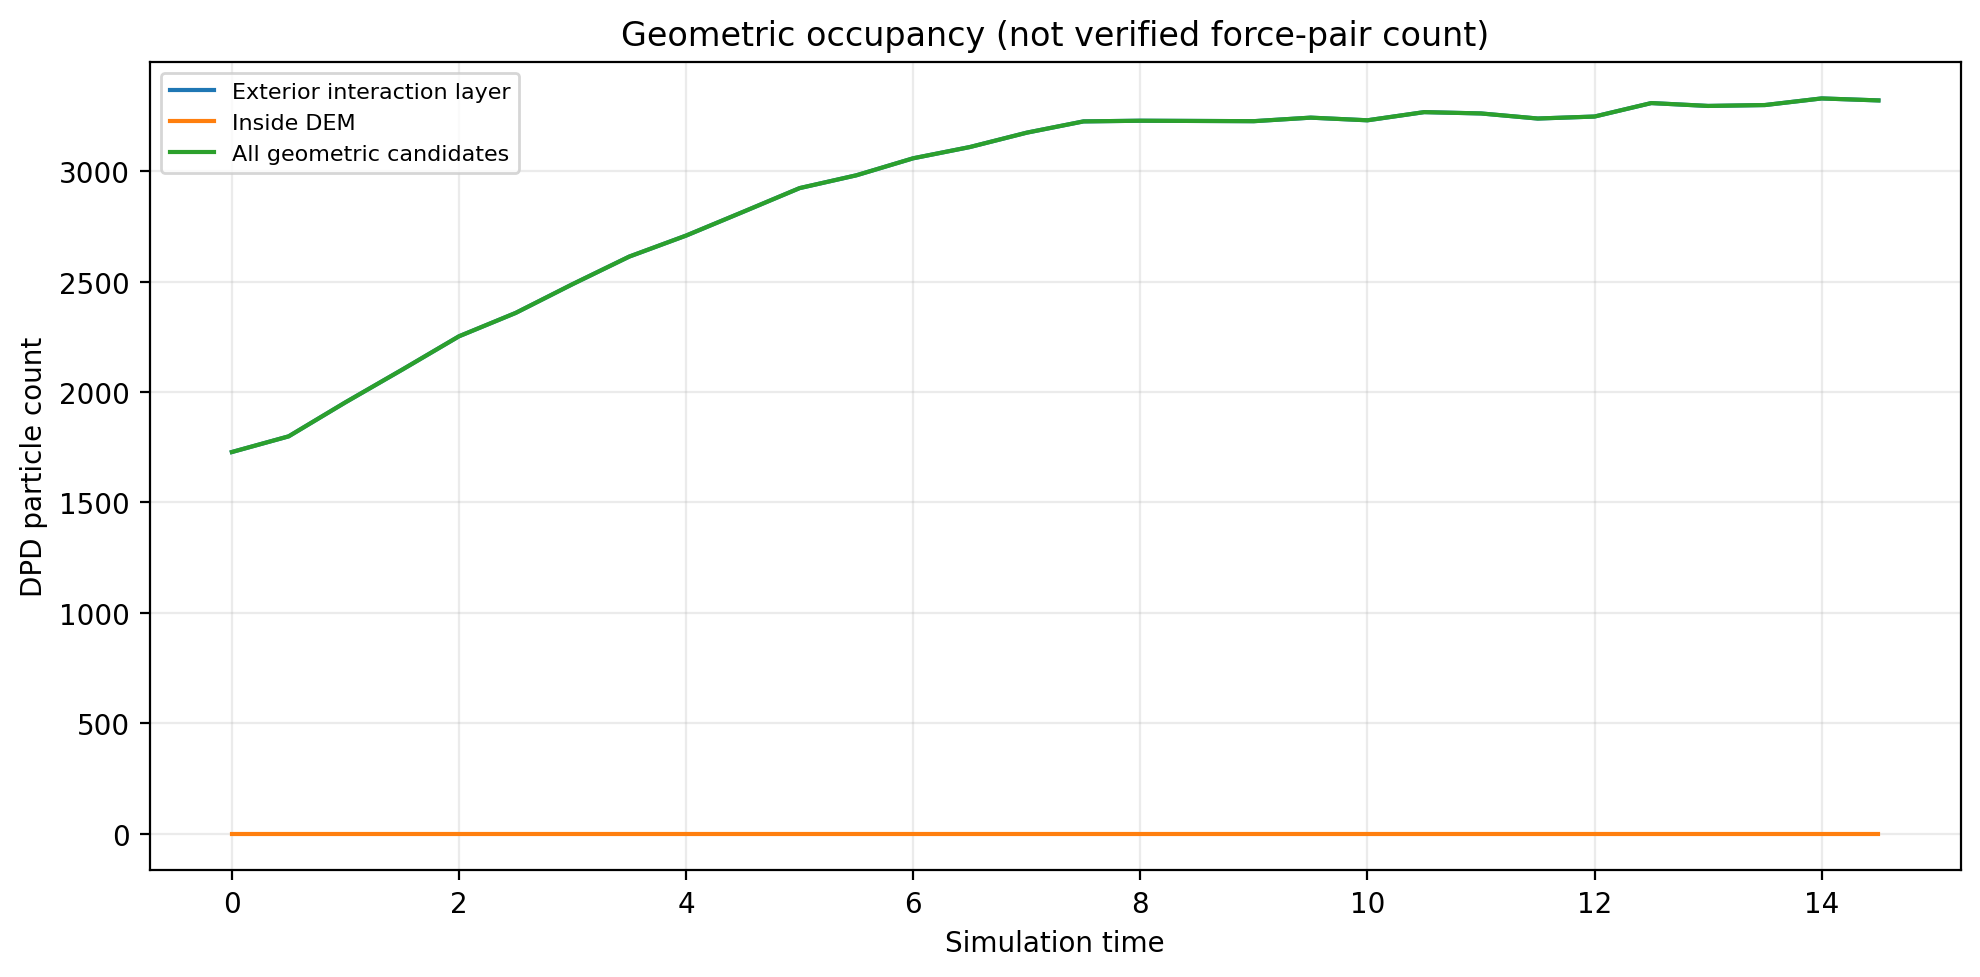 Geometric occupancy (not verified force-pair count)
Exterior interaction layer
Inside DEM
All geometric candidates
3000
2500
2000
1500
1000
500
0
DPD particle count
0 2 4 6 8 10 12 14
Simulation time